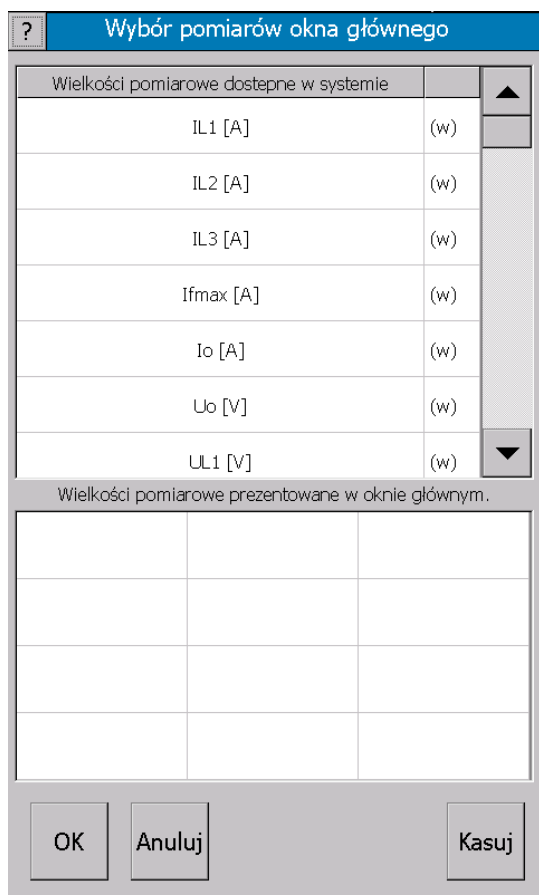 ? Wybór pomiarów okna głównego
Wielkości pomiarowe dostepne w systemie
IL1 [A] (w)
IL2 [A] (w)
IL3 [A] (w)
Ifmax [A] (w)
Io [A] (w)
Uo [V] (w)
UL1 [V] (w)
Wielkości pomiarowe prezentowane w oknie głównym.
OK Anuluj Kasuj